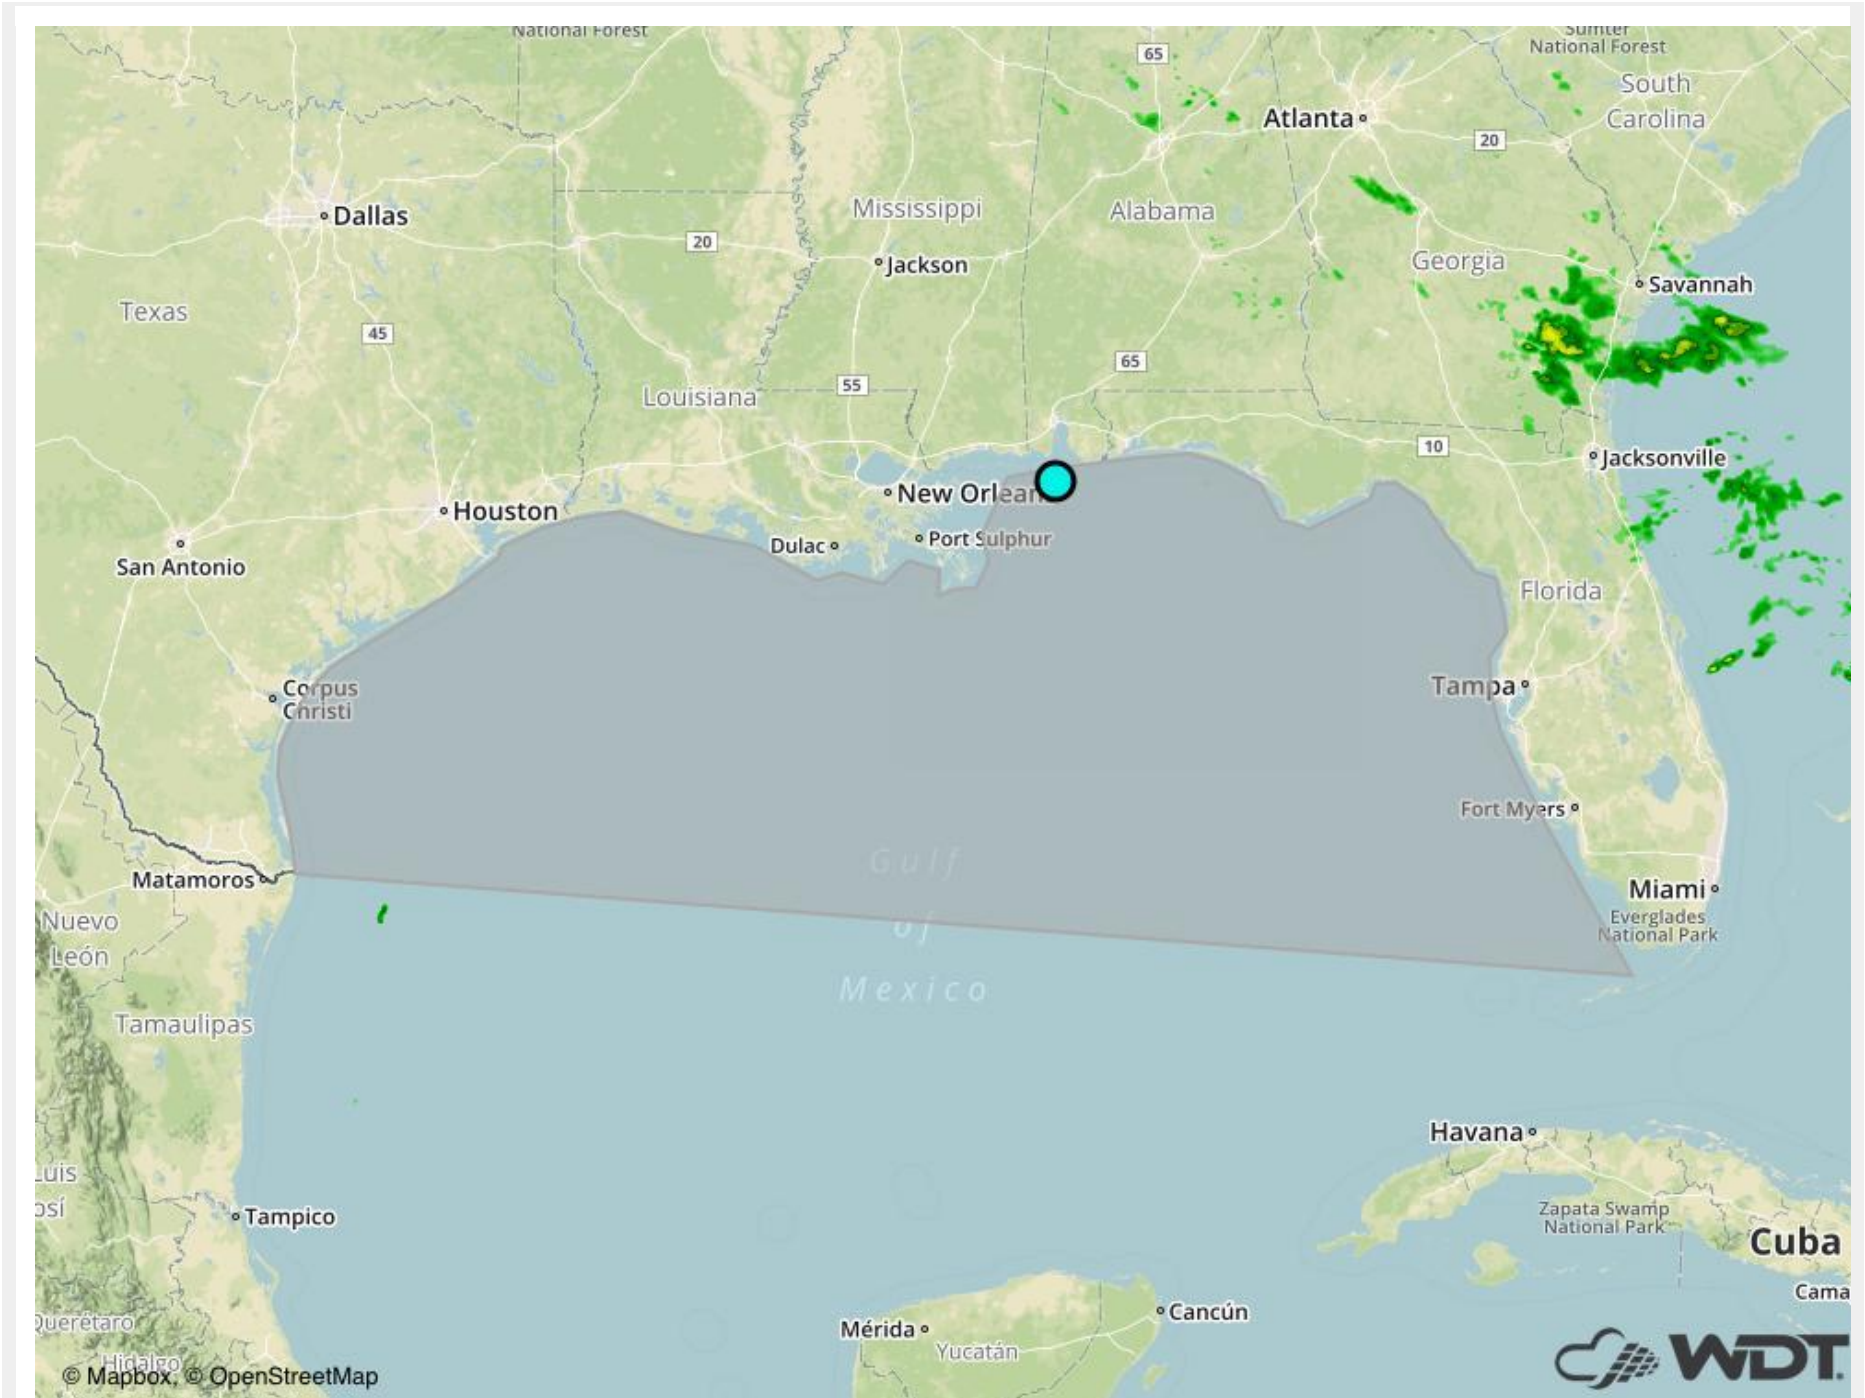 National Forest
65
Sumter
National Forest
South
Carolina
Atlanta
20
Dallas
Mississippi
Alabama
20
Jackson
Georgia
Savannah
Texas
45
65
55
Louisiana
10
Jacksonville
New Orlean
Houston
Port Sulphur
Dulac
San Antonio
Florida
Corpus
Christi
Tampa
Fort Myers
Gulf
of
Mexico
Matamoros
Miami
Everglades
National Park
Nuevo
León
Tamaulipas
Havana
Luis
osí
Zapata Swamp
National Park
Tampico
Cuba
Cama
Cancún
Mérida
Yucatán
Querétaro
Hidalgo
© Mapbox, © OpenStreetMap
WDT.